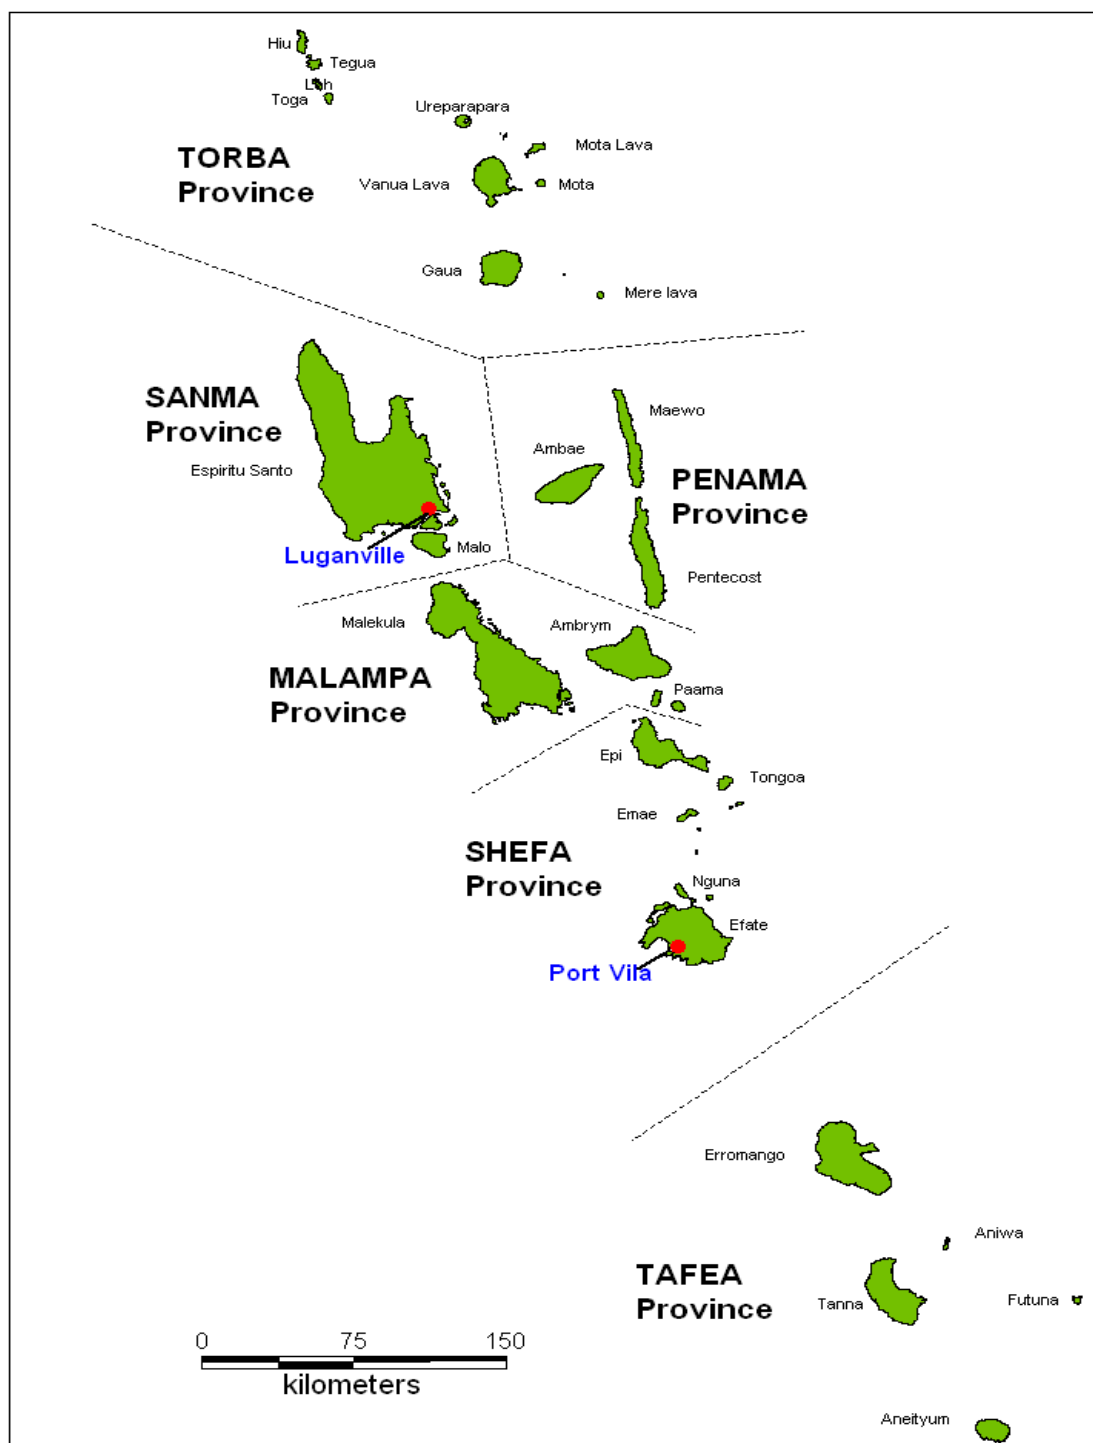 Hiu
Tegua
Loh
Toga
Ureparapara
Mota Lava
TORBA
Province
Vanua Lava
Mota
Gaua
Mere lava
SANMA
Province
Maewo
Ambae
Espiritu Santo
PENAMA
Province
Luganville
Malo
Pentecost
Malekula
Ambrym
MALAMPA
Province
Paama
Epi
Tongoa
Emae
SHEFA
Province
Nguna
Efate
Port Vila
Erromango
Aniwa
TAFEA
Province
Tanna
Futuna
0 75 150
kilometers
Aneityum